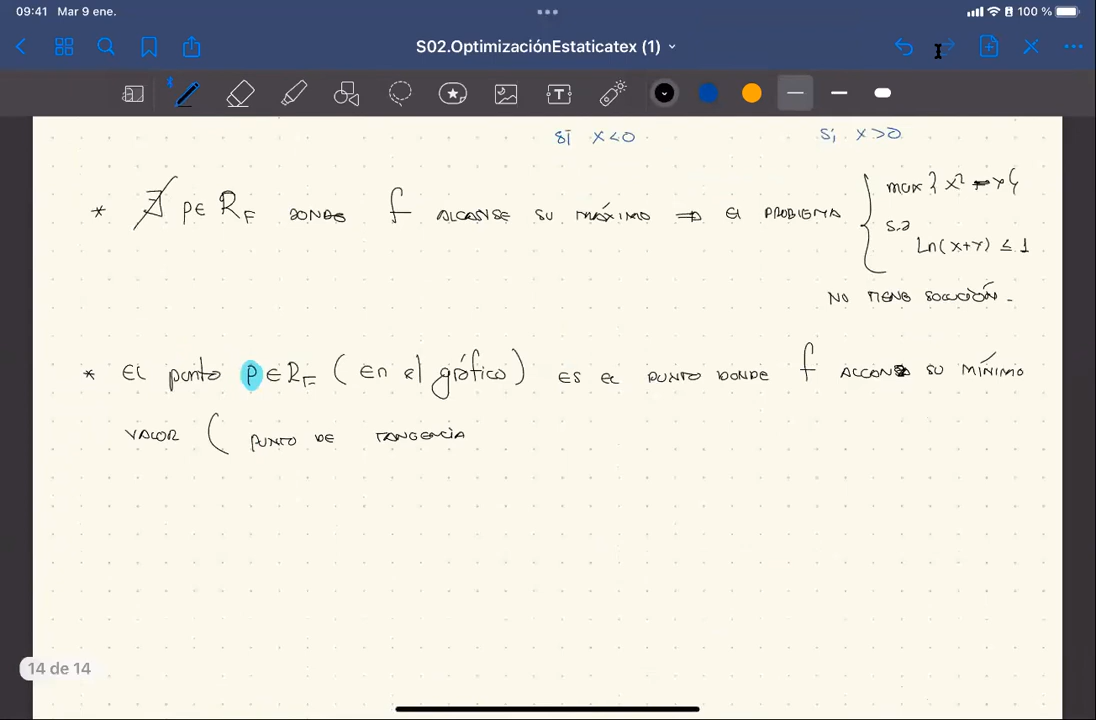 09:41 Mar 9 ene.
100 %
S02.OptimizaciónEstaticatex (1)
SI x<0 Si x>0
* ∄ p∈ R_F DONDE f ALCANSE SU MÁXIMO ⇒ El PROBLEMA { max { x² - y }
s.a
Ln(x+y) ≤ 1
NO TIENE SOLUCIÓN.
* El punto P∈R_F (En el gráfico) ES EL PUNTO DONDE f SU MÍNIMO
VALOR ( PUNTO DE TANGENCIA
14 de 14